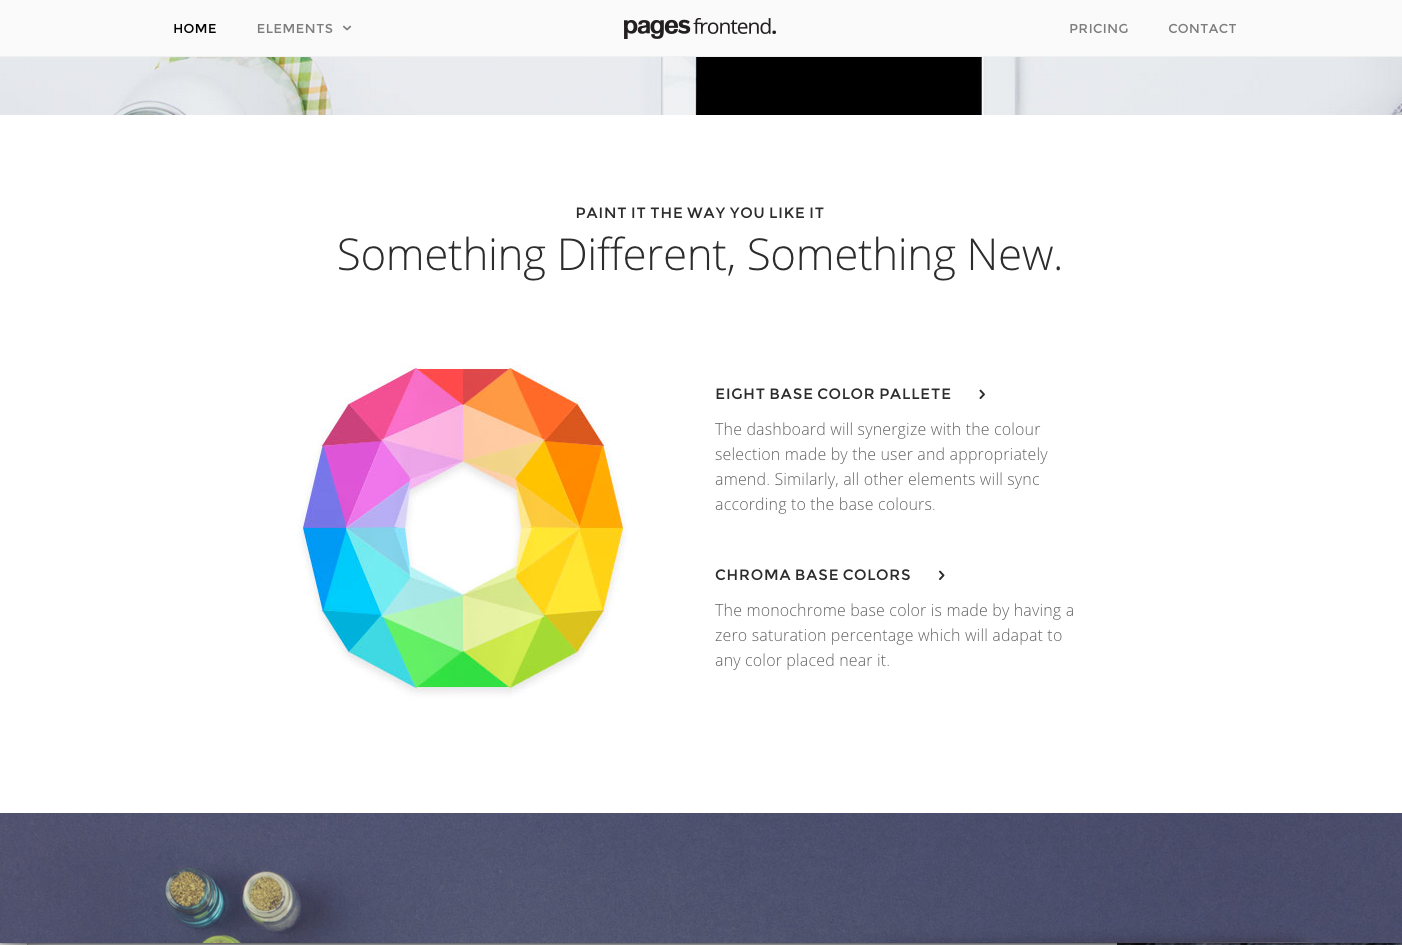 HOME ELEMENTS pages frontend. PRICING CONTACT
PAINT IT THE WAY YOU LIKE IT
Something Different, Something New.
EIGHT BASE COLOR PALLETE
The dashboard will synergize with the colour
selection made by the user and appropriately
amend. Similarly, all other elements will sync
according to the base colours.
CHROMA BASE COLORS
The monochrome base color is made by having a
zero saturation percentage which will adapat to
any color placed near it.